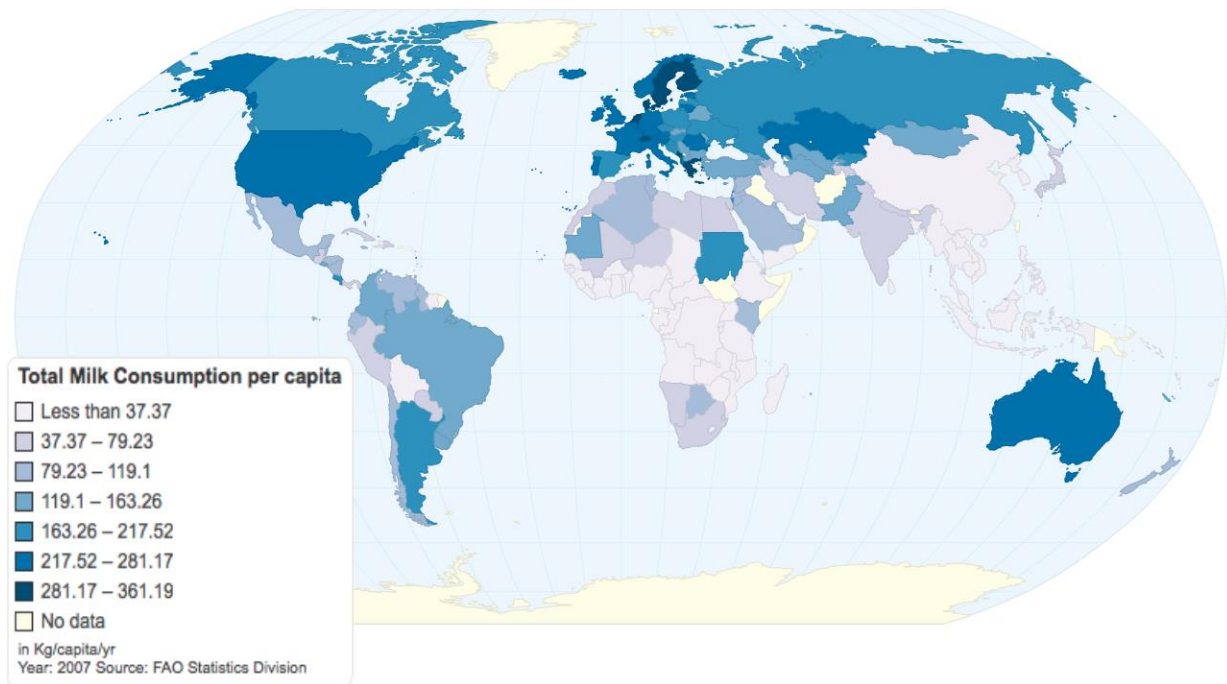 Total Milk Consumption per capita
Less than 37.37
37.37 – 79.23
79.23 – 119.1
119.1 – 163.26
163.26 – 217.52
217.52 – 281.17
281.17 – 361.19
No data
in Kg/capita/yr
Year: 2007 Source: FAO Statistics Division